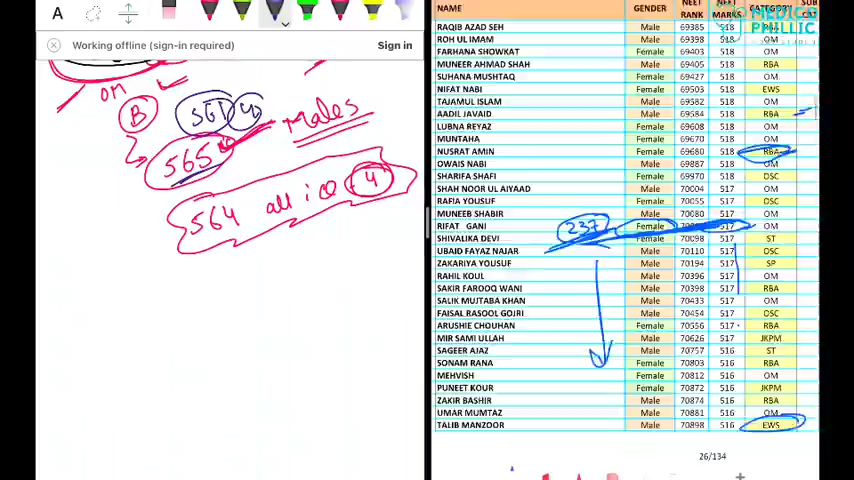 A
Working offline (sign-in required)
Sign in
on
B
561
40
Males
565
564 all ice 4
NAME GENDER NEET RANK NEET MARKS CATEGORY SUB
MEDICO PHILLIC
RAQIB AZAD SEH Male 69385 518
ROH UL IMAM Male 69398 518 OM
FARHANA SHOWKAT Female 69403 518 OM
MUNEER AHMAD SHAH Male 69405 518 RBA
SUHANA MUSHTAQ Female 69427 518 OM
NIFAT NABI Female 69503 518 EWS
TAJAMUL ISLAM Male 69582 518 OM
AADIL JAVAID Male 69584 518 RBA
LUBNA REYAZ Female 69608 518 OM
MUNTAHA Female 69670 518 OM
NUSRAT AMIN Female 69680 518 RBA
OWAIS NABI Male 69887 518 OM
SHARIFA SHAFI Female 69970 518 OSC
SHAH NOOR UL AIYAAD Male 70004 517 OM
RAFIA YOUSUF Female 70055 517 OSC
MUNEEB SHABIR Male 70080 517 OM
RIFAT GANI 237 Female 517 OM
SHIVALIKA DEVI Female 70098 517 ST
UBAID FAYAZ NAJAR Male 70110 517 OSC
ZAKARIYA YOUSUF Male 70194 517 SP
RAHIL KOUL Male 70396 517 OM
SAKIR FAROOQ WANI Male 70398 517 RBA
SALIK MUJTABA KHAN Male 70433 517 OM
FAISAL RASOOL GOJRI Male 70454 517 OSC
ARUSHIE CHOUHAN Female 70556 517 RBA
MIR SAMI ULLAH Male 70626 517 JKPM
SAGEER AJAZ Male 70757 516 ST
SONAM RANA Female 70803 516 RBA
MEHVISH Female 70812 516 OM
PUNEET KOUR Female 70872 516 JKPM
ZAKIR BASHIR Male 70874 516 RBA
UMAR MUMTAZ Male 70881 516 OM
TALIB MANZOOR Male 70898 516 EWS
26/134